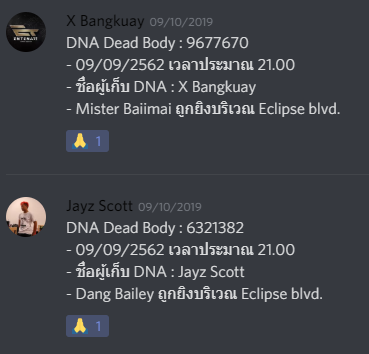 X Bangkuay 09/10/2019
DNA Dead Body : 9677670
- 09/09/2562 เวลาประมาณ 21.00
- ชื่อผู้เก็บ DNA : X Bangkuay
- Mister Baiimai ถูกยิงบริเวณ Eclipse blvd.
🙏 1
Jayz Scott 09/10/2019
DNA Dead Body : 6321382
- 09/09/2562 เวลาประมาณ 21.00
- ชื่อผู้เก็บ DNA : Jayz Scott
- Dang Bailey ถูกยิงบริเวณ Eclipse blvd.
🙏 1